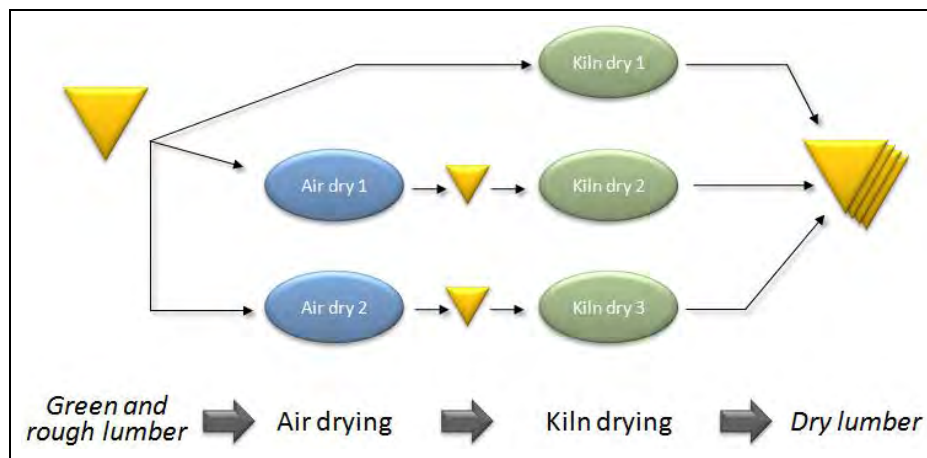 Kiln dry 1
Air dry 1
Kiln dry 2
Air dry 2
Kiln dry 3
Green and
rough lumber
Air drying
Kiln drying
Dry lumber